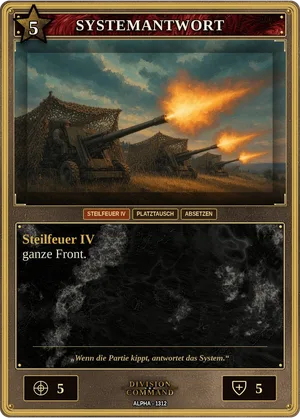 5
SYSTEMANTWORT
STEILFEUER IV PLATZTAUSCH ABSETZEN
Steilfeuer IV
ganze Front.
Wenn die Partie kippt, antwortet das System.“
5
DIVISION
COMMAND
ALPHA - 1312
5